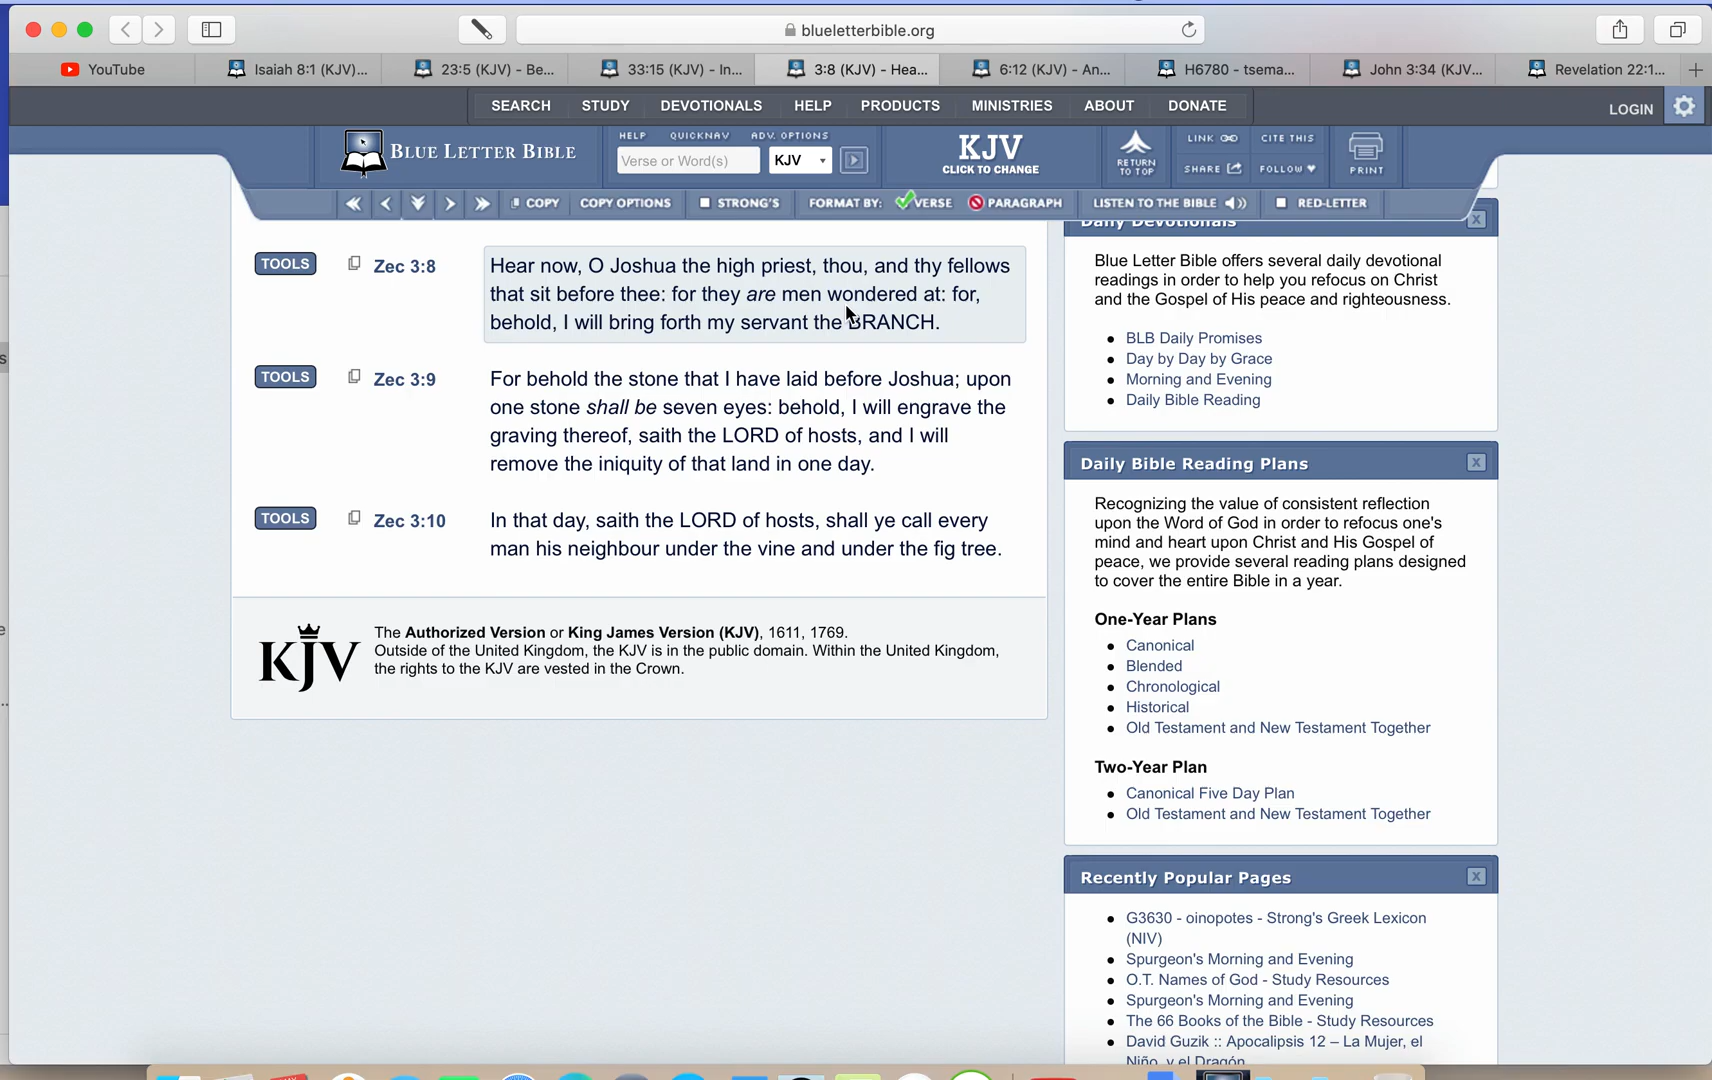 blueletterbible.org
YouTube
Isaiah 8:1 (KJV)...
23:5 (KJV) - Be...
33:15 (KJV) - In...
3:8 (KJV) - Hea...
6:12 (KJV) - An...
H6780 - tsema...
John 3:34 (KJV...
Revelation 22:1...
SEARCH STUDY DEVOTIONALS HELP PRODUCTS MINISTRIES ABOUT DONATE
LOGIN
BLUE LETTER BIBLE
HELP QUICKNAV ADV. OPTIONS
Verse or Word(s)
KJV
KJV
CLICK TO CHANGE
RETURN
TO TOP
LINK
CITE THIS
SHARE
FOLLOW
PRINT
COPY
COPY OPTIONS
STRONG'S
FORMAT BY: VERSE PARAGRAPH
LISTEN TO THE BIBLE
RED-LETTER
TOOLS
Zec 3:8
Hear now, O Joshua the high priest, thou, and thy fellows
that sit before thee: for they are men wondered at: for,
behold, I will bring forth my servant the BRANCH.
TOOLS
Zec 3:9
For behold the stone that I have laid before Joshua; upon
one stone shall be seven eyes: behold, I will engrave the
graving thereof, saith the LORD of hosts, and I will
remove the iniquity of that land in one day.
TOOLS
Zec 3:10
In that day, saith the LORD of hosts, shall ye call every
man his neighbour under the vine and under the fig tree.
KJV
The Authorized Version or King James Version (KJV), 1611, 1769.
Outside of the United Kingdom, the KJV is in the public domain. Within the United Kingdom,
the rights to the KJV are vested in the Crown.
Daily Devotionals
Blue Letter Bible offers several daily devotional
readings in order to help you refocus on Christ
and the Gospel of His peace and righteousness.
BLB Daily Promises
Day by Day by Grace
Morning and Evening
Daily Bible Reading
Daily Bible Reading Plans
Recognizing the value of consistent reflection
upon the Word of God in order to refocus one's
mind and heart upon Christ and His Gospel of
peace, we provide several reading plans designed
to cover the entire Bible in a year.
One-Year Plans
Canonical
Blended
Chronological
Historical
Old Testament and New Testament Together
Two-Year Plan
Canonical Five Day Plan
Old Testament and New Testament Together
Recently Popular Pages
G3630 - oinopotes - Strong's Greek Lexicon
(NIV)
Spurgeon's Morning and Evening
O.T. Names of God - Study Resources
Spurgeon's Morning and Evening
The 66 Books of the Bible - Study Resources
David Guzik :: Apocalipsis 12 – La Mujer, el
Niño, y el Dragón